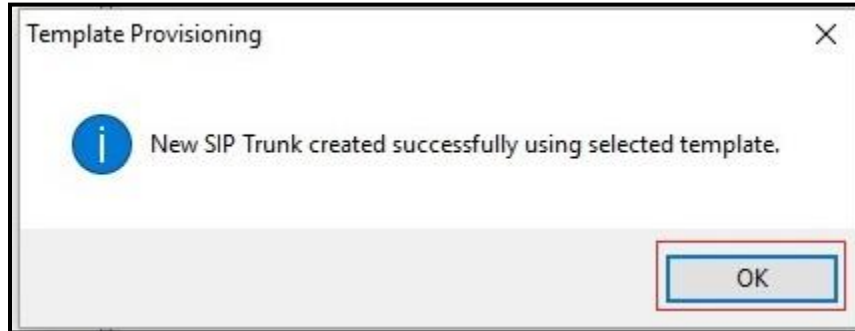 Template Provisioning
New SIP Trunk created successfully using selected template.
OK